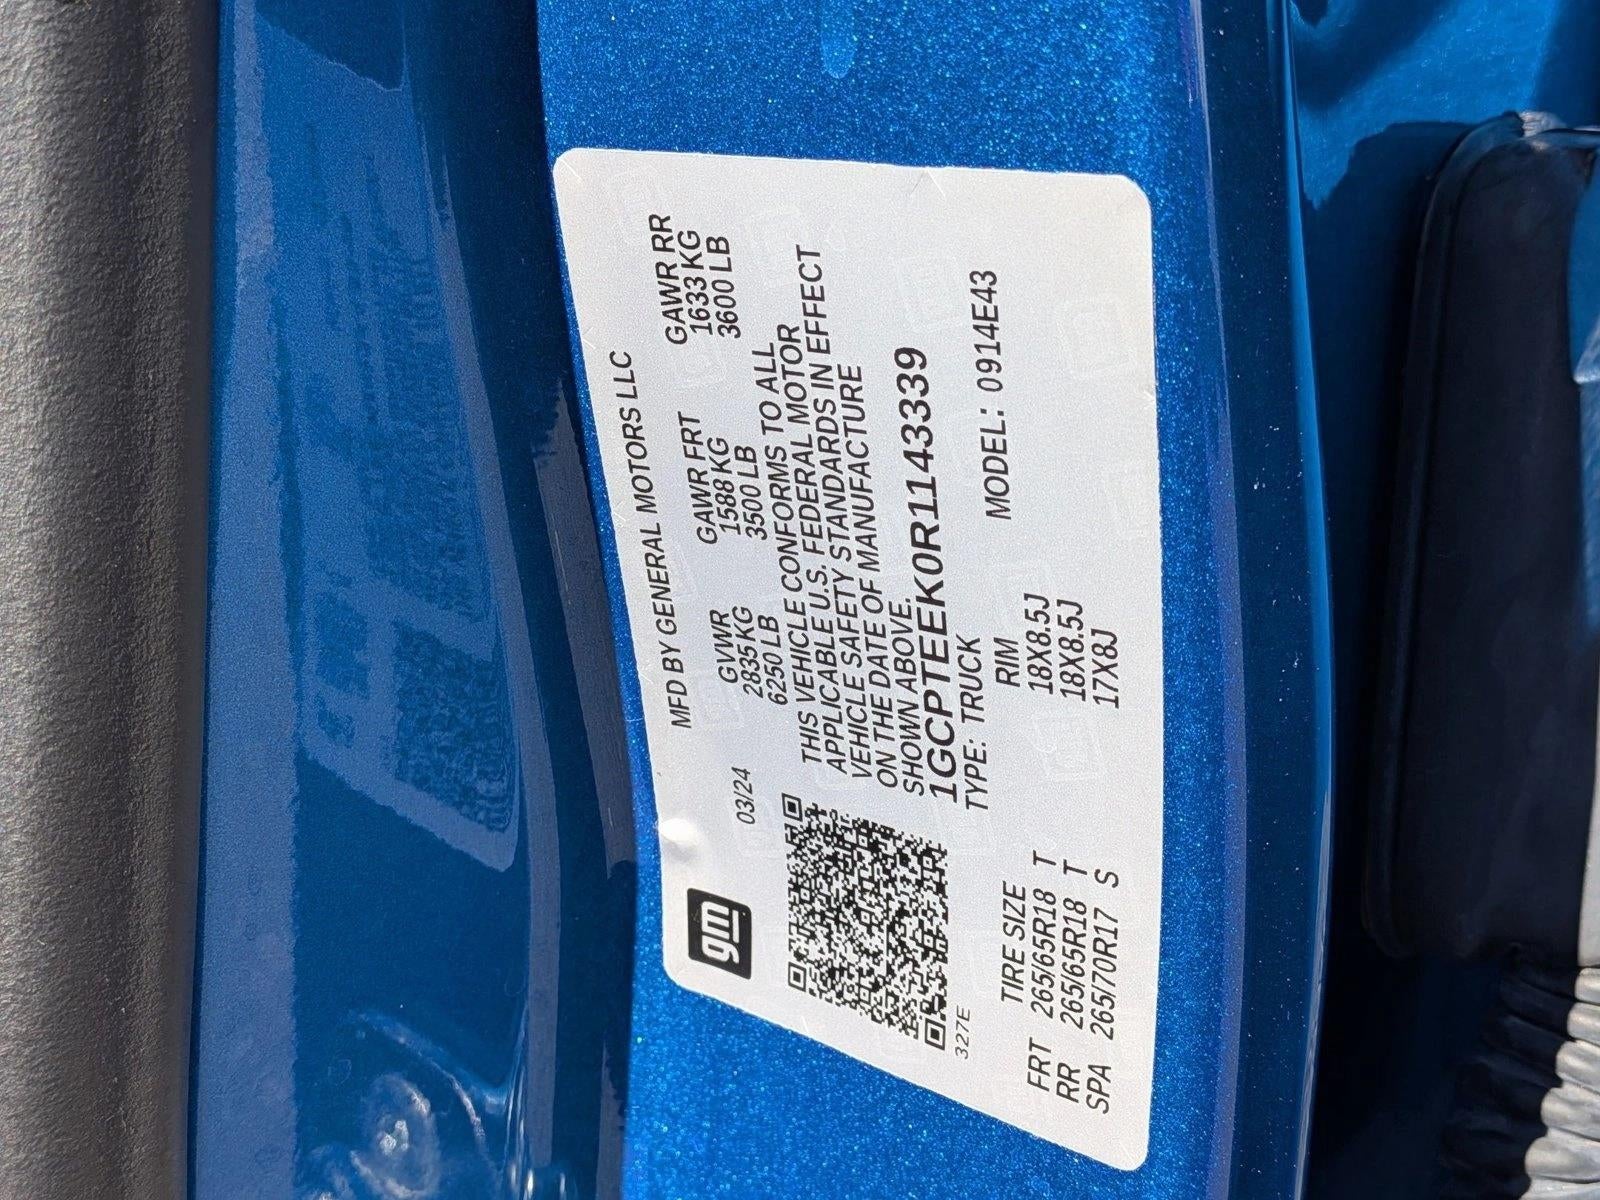 gm
MFD BY GENERAL MOTORS LLC
03/24 GVWR GAWR FRT GAWR RR
2835 KG 1588 KG 1633 KG
6250 LB 3500 LB 3600 LB
THIS VEHICLE CONFORMS TO ALL
APPLICABLE U.S. FEDERAL MOTOR
VEHICLE SAFETY STANDARDS IN EFFECT
ON THE DATE OF MANUFACTURE
SHOWN ABOVE.
1GCPTEEK0R1143339
TYPE: TRUCK MODEL: 0914E43
327E
TIRE SIZE RIM
FRT 265/65R18 T 18X8.5J
RR 265/65R18 T 18X8.5J
SPA 265/70R17 S 17X8J